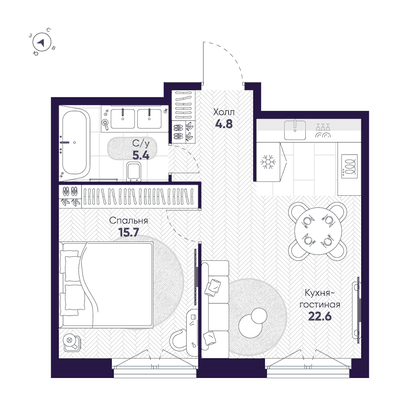 Холл
4.8
С/у
5.4
Спальня
15.7
Кухня-
гостиная
22.6